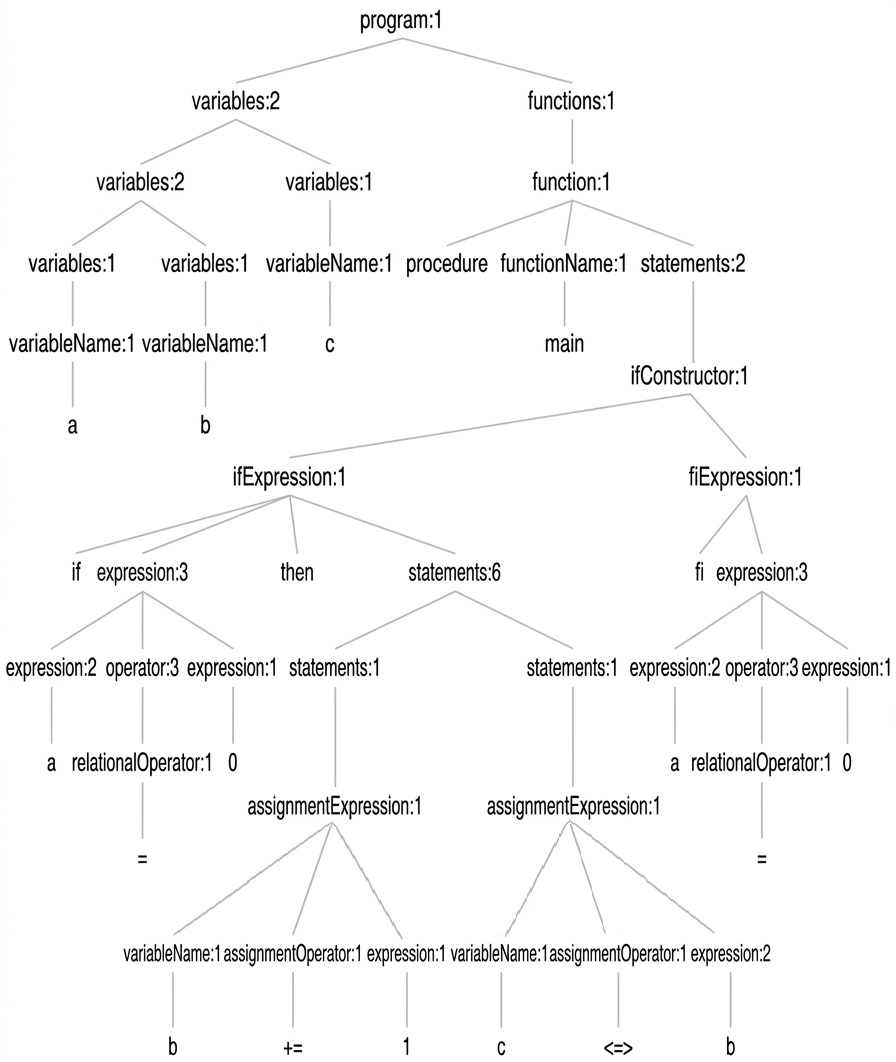 program:1
variables:2 functions:1
variables:2 variables:1 function:1
variables:1 variables:1 variableName:1 procedure functionName:1 statements:2
variableName:1 variableName:1 c main
ifConstructor:1
a b
ifExpression:1 fiExpression:1
if expression:3 then statements:6 fi expression:3
expression:2 operator:3 expression:1 statements:1 statements:1 expression:2 operator:3 expression:1
a relationalOperator:1 0 a relationalOperator:1 0
assignmentExpression:1 assignmentExpression:1
= =
variableName:1 assignmentOperator:1 expression:1 variableName:1 assignmentOperator:1 expression:2
b += 1 c <=> b